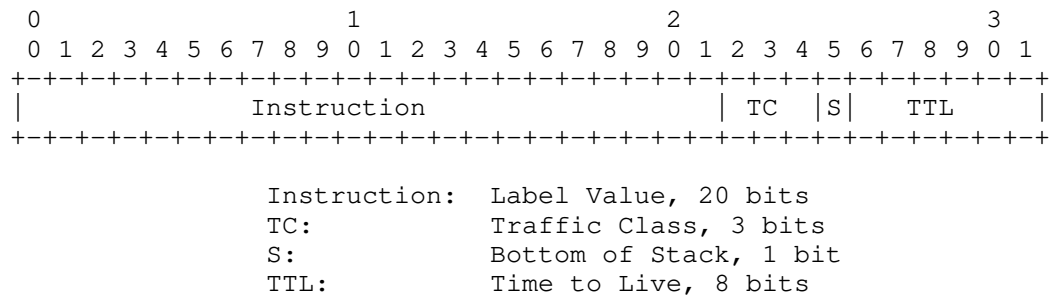 0                   1                   2                   3
 0 1 2 3 4 5 6 7 8 9 0 1 2 3 4 5 6 7 8 9 0 1 2 3 4 5 6 7 8 9 0 1
+-+-+-+-+-+-+-+-+-+-+-+-+-+-+-+-+-+-+-+-+-+-+-+-+-+-+-+-+-+-+-+-+
|              Instruction                  | TC  |S|   TTL     |
+-+-+-+-+-+-+-+-+-+-+-+-+-+-+-+-+-+-+-+-+-+-+-+-+-+-+-+-+-+-+-+-+
Instruction:  Label Value, 20 bits
TC:           Traffic Class, 3 bits
S:            Bottom of Stack, 1 bit
TTL:          Time to Live, 8 bits